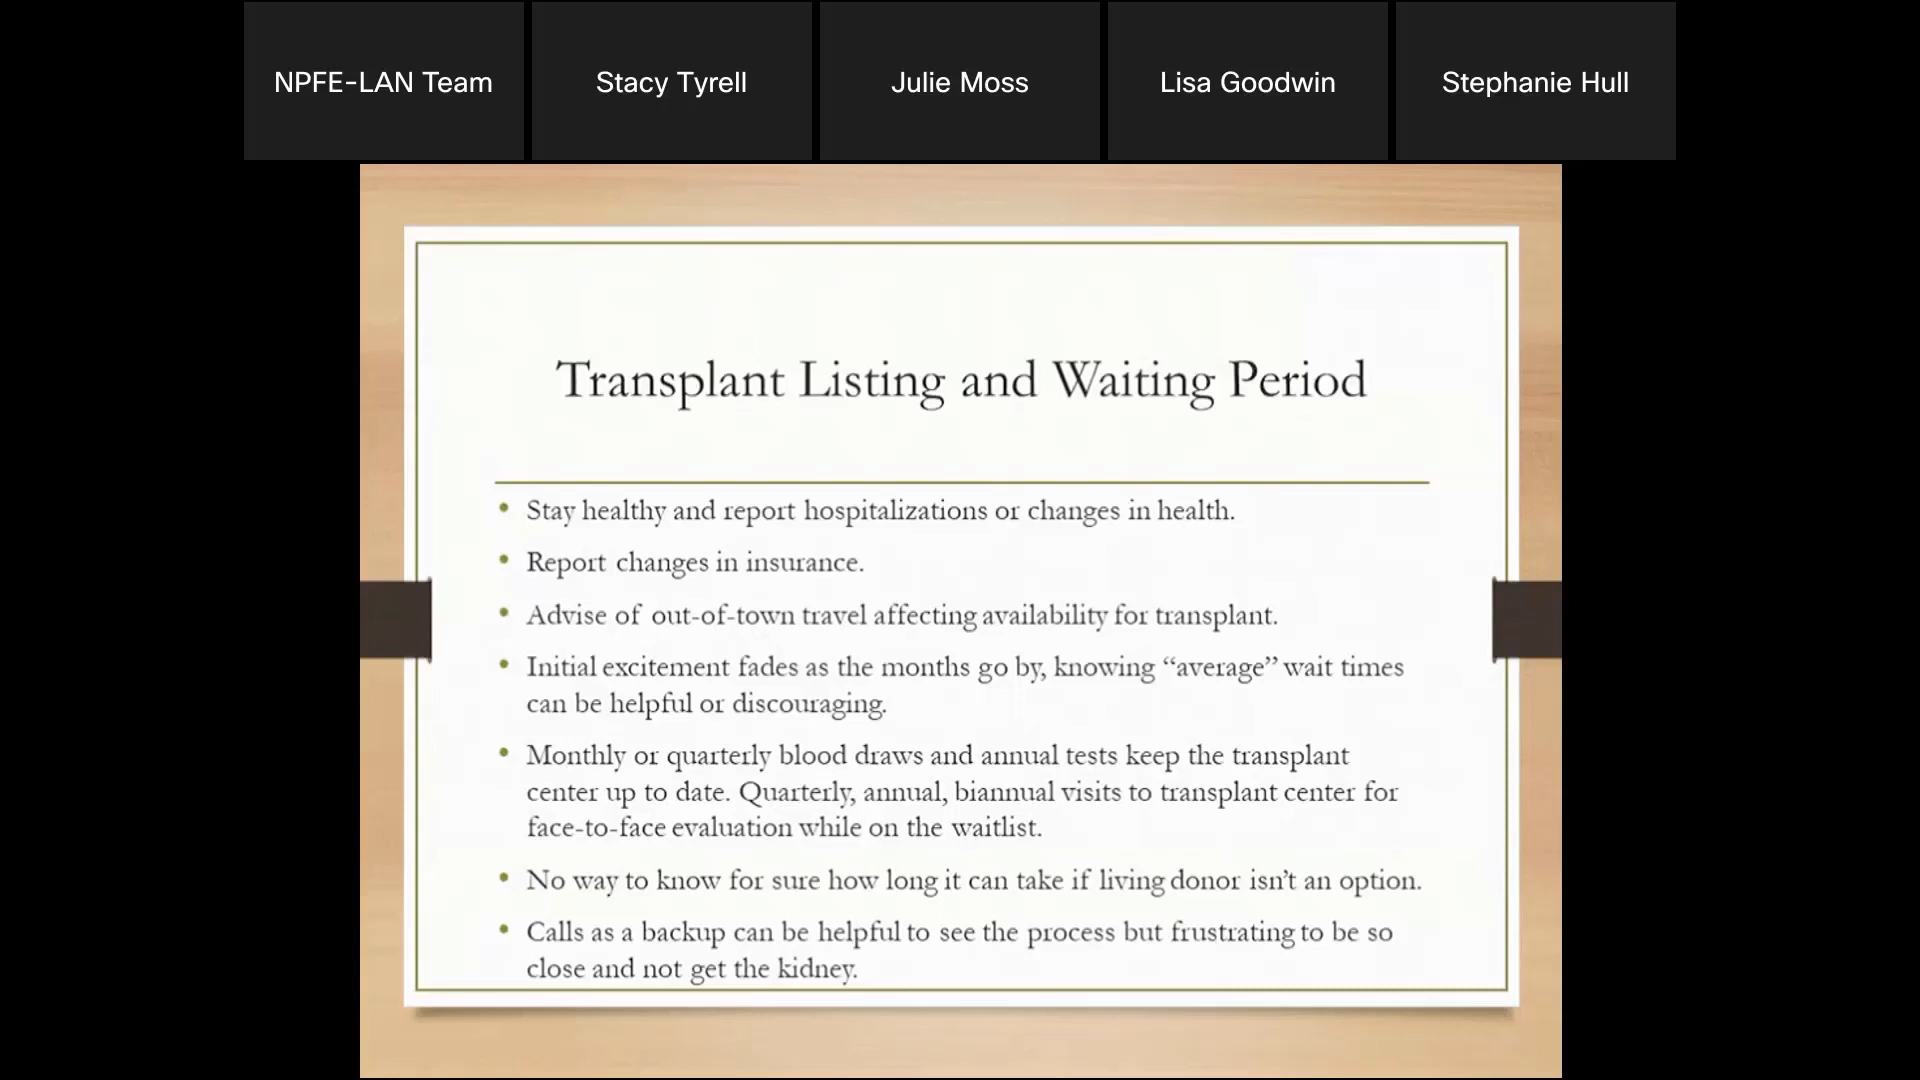 NPFE-LAN Team
Stacy Tyrell
Julie Moss
Lisa Goodwin
Stephanie Hull
Transplant Listing and Waiting Period
• Stay healthy and report hospitalizations or changes in health.
• Report changes in insurance.
• Advise of out-of-town travel affecting availability for transplant.
• Initial excitement fades as the months go by, knowing “average” wait times
can be helpful or discouraging.
• Monthly or quarterly blood draws and annual tests keep the transplant
center up to date. Quarterly, annual, biannual visits to transplant center for
face-to-face evaluation while on the waitlist.
• No way to know for sure how long it can take if living donor isn’t an option.
• Calls as a backup can be helpful to see the process but frustrating to be so
close and not get the kidney.